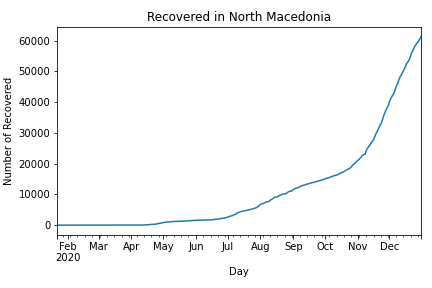 Recovered in North Macedonia
Number of Recovered
60000
50000
40000
30000
20000
10000
0
Feb Mar Apr May Jun Jul Aug Sep Oct Nov Dec
2020
Day